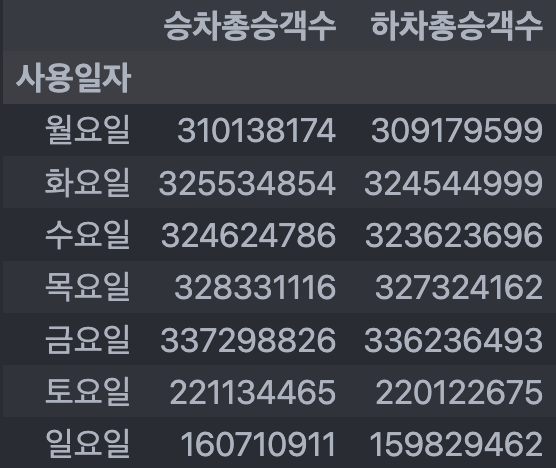 승차총승객수 하차총승객수
사용일자
월요일 310138174 309179599
화요일 325534854 324544999
수요일 324624786 323623696
목요일 328331116 327324162
금요일 337298826 336236493
토요일 221134465 220122675
일요일 160710911 159829462